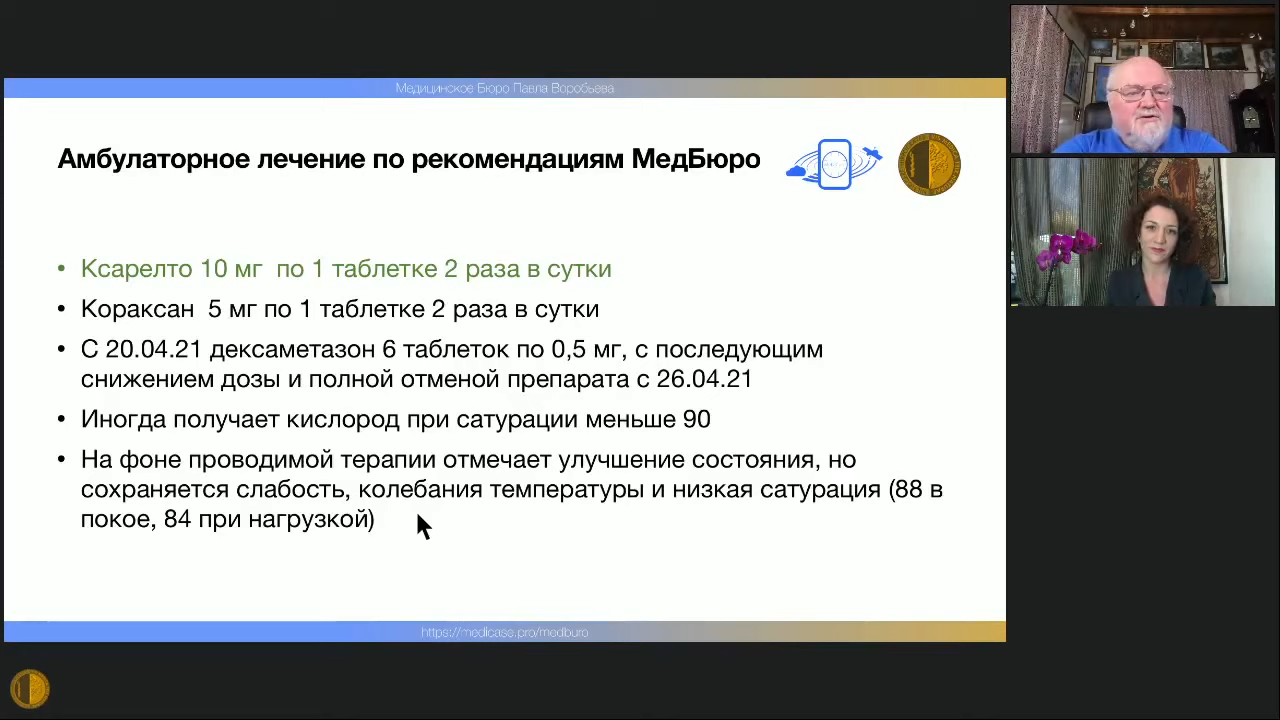 Медицинское Бюро Павла Воробьева
Амбулаторное лечение по рекомендациям МедБюро
• Ксарелто 10 мг по 1 таблетке 2 раза в сутки
• Кораксан 5 мг по 1 таблетке 2 раза в сутки
• С 20.04.21 дексаметазон 6 таблеток по 0,5 мг, с последующим
снижением дозы и полной отменой препарата с 26.04.21
• Иногда получает кислород при сатурации меньше 90
• На фоне проводимой терапии отмечает улучшение состояния, но
сохраняется слабость, колебания температуры и низкая сатурация (88 в
покое, 84 при нагрузкой)
https://medicase.pro/medburo